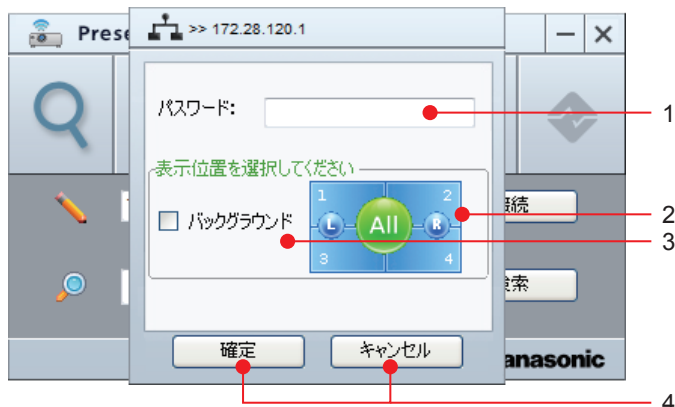 Prese
>> 172.28.120.1
パスワード:
1
表示位置を選択してください
バックグラウンド
1
2
L
All
R
3
4
2
3
続
索
確定
キャンセル
anasonic
4